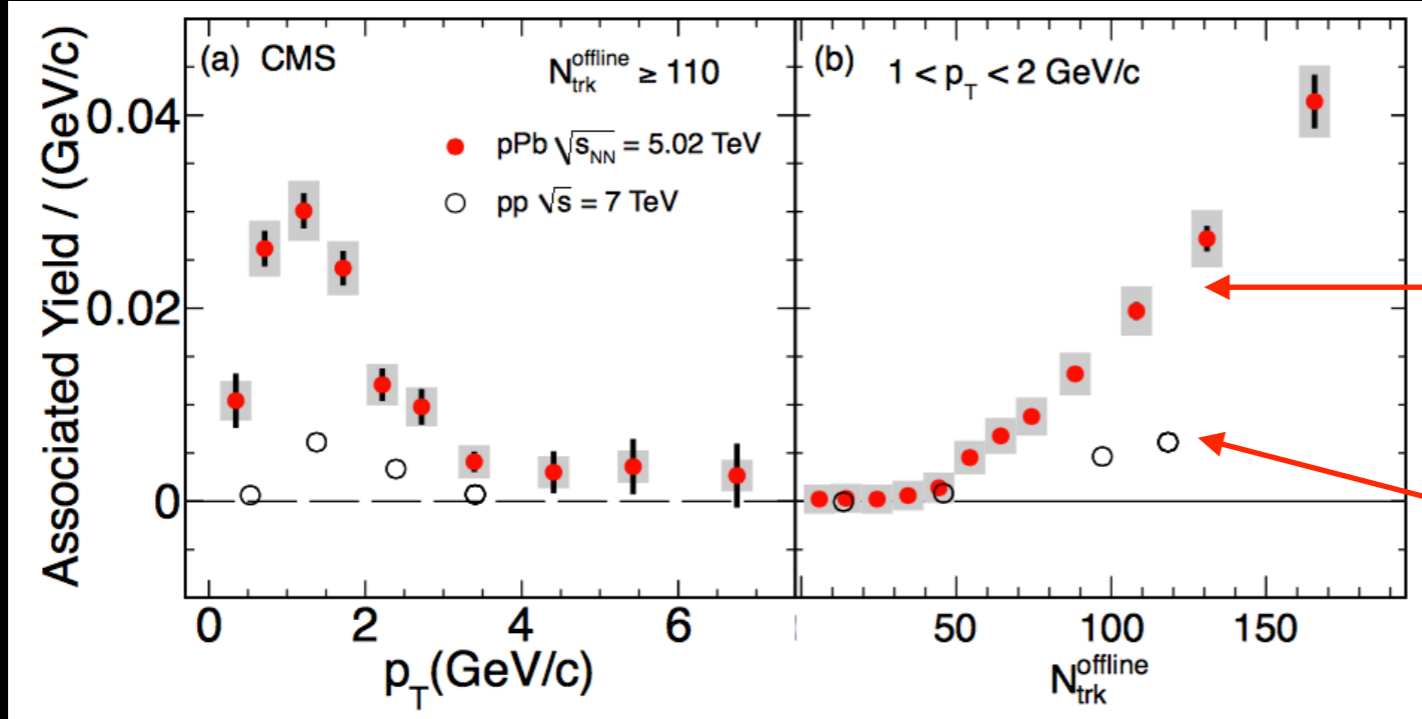 (a) CMS
N_trk^offline ≥ 110
pPb √s_NN = 5.02 TeV
pp √s = 7 TeV
(b) 1 < p_T < 2 GeV/c
Associated Yield / (GeV/c)
0.04
0.02
0
0 2 4 6
p_T(GeV/c)
50 100 150
N_trk^offline